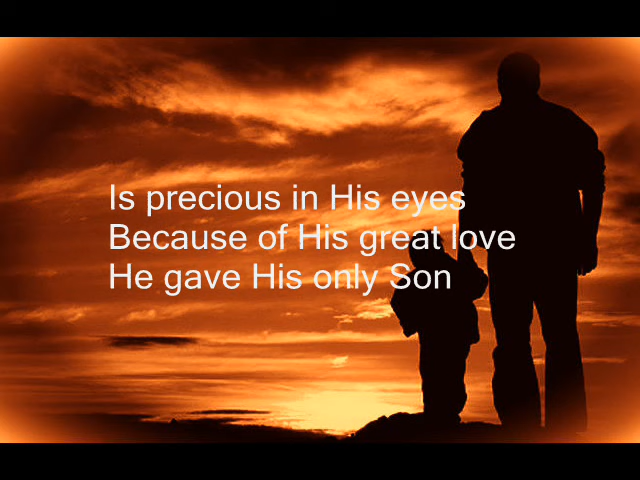 Is precious in His eyes
Because of His great love
He gave His only Son